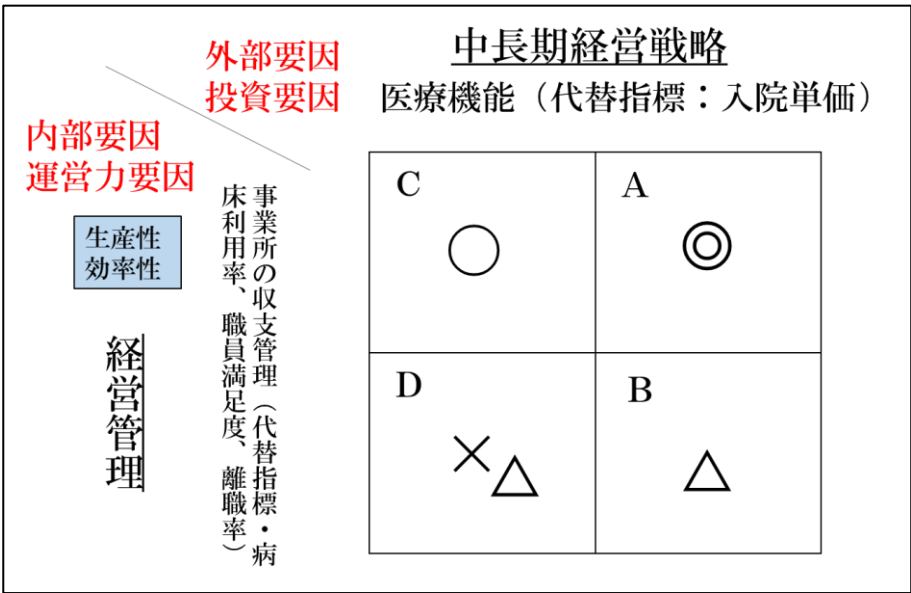 外部要因
投資要因
中長期経営戦略
医療機能（代替指標：入院単価）
内部要因
運営力要因
生産性
効率性
経営管理
事業所の収支管理（代替指標・病
床利用率、職員満足度、離職率）
C
A
◎
○
D
B
×
△
△